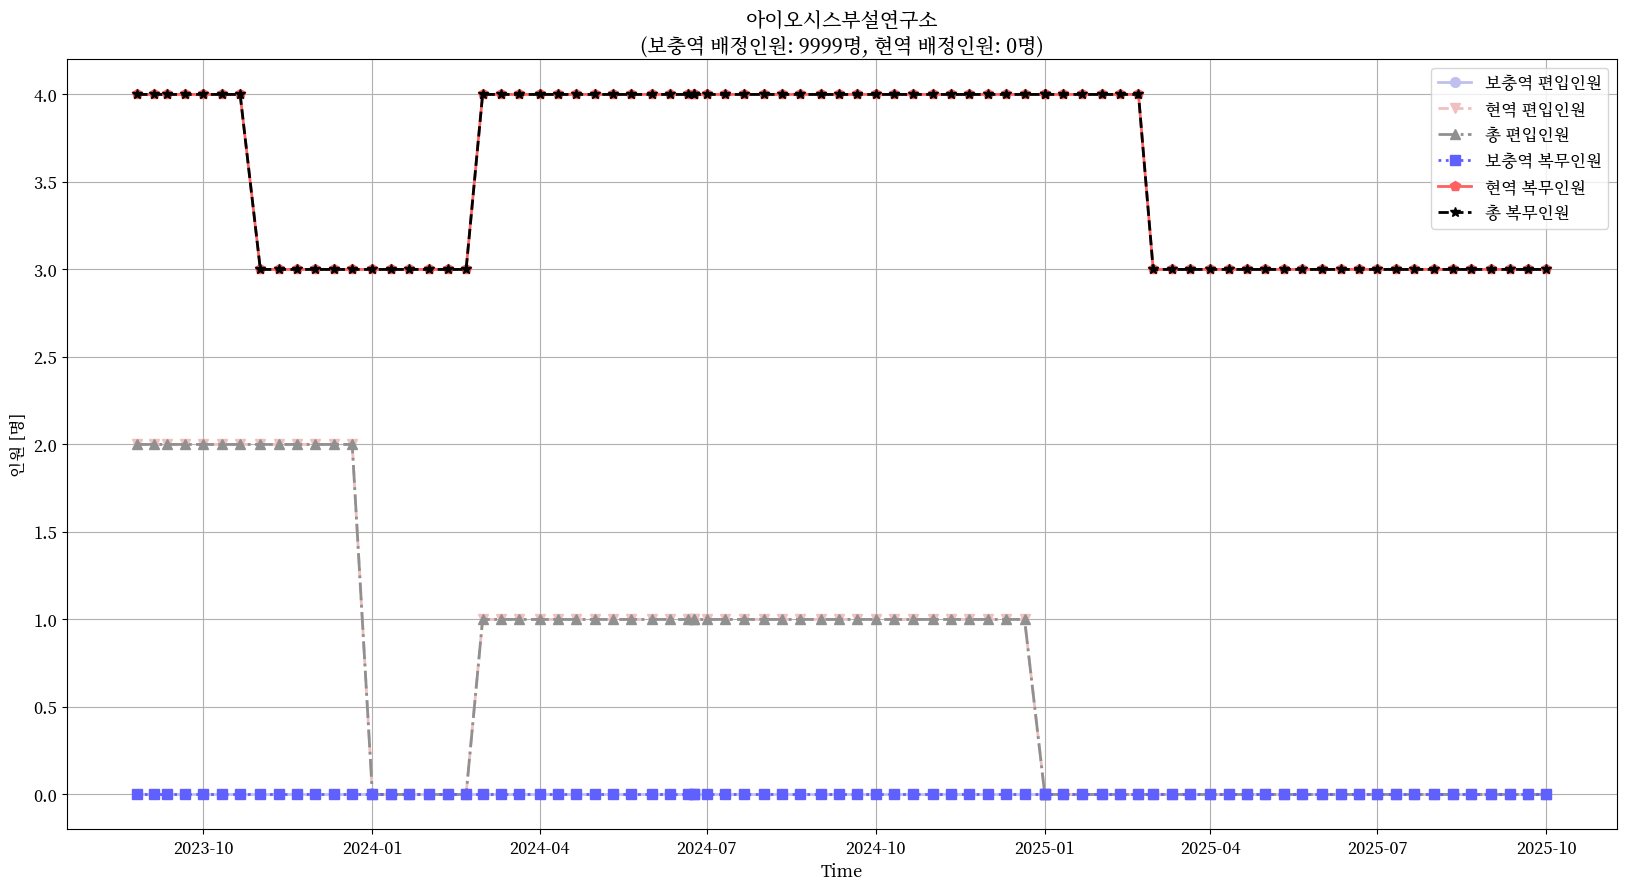 아이오시스부설연구소
(보충역 배정인원: 9999명, 현역 배정인원: 0명)
보충역 편입인원
현역 편입인원
총 편입인원
보충역 복무인원
현역 복무인원
총 복무인원
4.0
3.5
3.0
2.5
2.0
1.5
1.0
0.5
0.0
인원 [명]
2023-10
2024-01
2024-04
2024-07
2024-10
2025-01
2025-04
2025-07
2025-10
Time